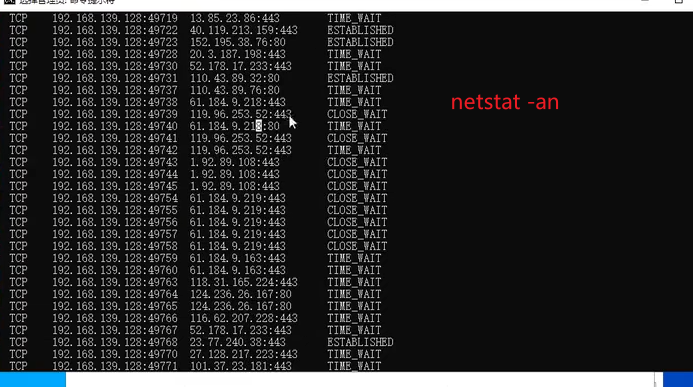 选择管理员: 命令提示符
TCP 192.168.139.128:49719 13.85.23.86:443 TIME_WAIT
TCP 192.168.139.128:49722 40.119.213.159:443 ESTABLISHED
TCP 192.168.139.128:49723 152.195.38.76:80 ESTABLISHED
TCP 192.168.139.128:49728 20.3.187.198:443 TIME_WAIT
TCP 192.168.139.128:49730 52.178.17.233:443 TIME_WAIT
TCP 192.168.139.128:49731 110.43.89.32:80 ESTABLISHED
TCP 192.168.139.128:49737 110.43.89.76:80 TIME_WAIT
TCP 192.168.139.128:49738 61.184.9.218:443 TIME_WAIT
netstat -an
TCP 192.168.139.128:49739 119.96.253.52:443 CLOSE_WAIT
TCP 192.168.139.128:49740 61.184.9.218:80 TIME_WAIT
TCP 192.168.139.128:49741 119.96.253.52:443 CLOSE_WAIT
TCP 192.168.139.128:49742 119.96.253.52:443 TIME_WAIT
TCP 192.168.139.128:49743 1.92.89.108:443 CLOSE_WAIT
TCP 192.168.139.128:49744 1.92.89.108:443 CLOSE_WAIT
TCP 192.168.139.128:49745 1.92.89.108:443 CLOSE_WAIT
TCP 192.168.139.128:49754 61.184.9.219:443 CLOSE_WAIT
TCP 192.168.139.128:49755 61.184.9.219:443 CLOSE_WAIT
TCP 192.168.139.128:49756 61.184.9.219:443 CLOSE_WAIT
TCP 192.168.139.128:49757 61.184.9.219:443 CLOSE_WAIT
TCP 192.168.139.128:49758 61.184.9.219:443 CLOSE_WAIT
TCP 192.168.139.128:49759 61.184.9.163:443 TIME_WAIT
TCP 192.168.139.128:49760 61.184.9.163:443 TIME_WAIT
TCP 192.168.139.128:49763 118.31.165.224:443 TIME_WAIT
TCP 192.168.139.128:49764 124.236.26.167:80 TIME_WAIT
TCP 192.168.139.128:49765 124.236.26.167:80 TIME_WAIT
TCP 192.168.139.128:49766 116.62.207.228:443 TIME_WAIT
TCP 192.168.139.128:49767 52.178.17.233:443 TIME_WAIT
TCP 192.168.139.128:49768 23.77.240.38:443 ESTABLISHED
TCP 192.168.139.128:49770 27.128.217.223:443 TIME_WAIT
TCP 192.168.139.128:49771 101.37.23.181:443 TIME_WAIT